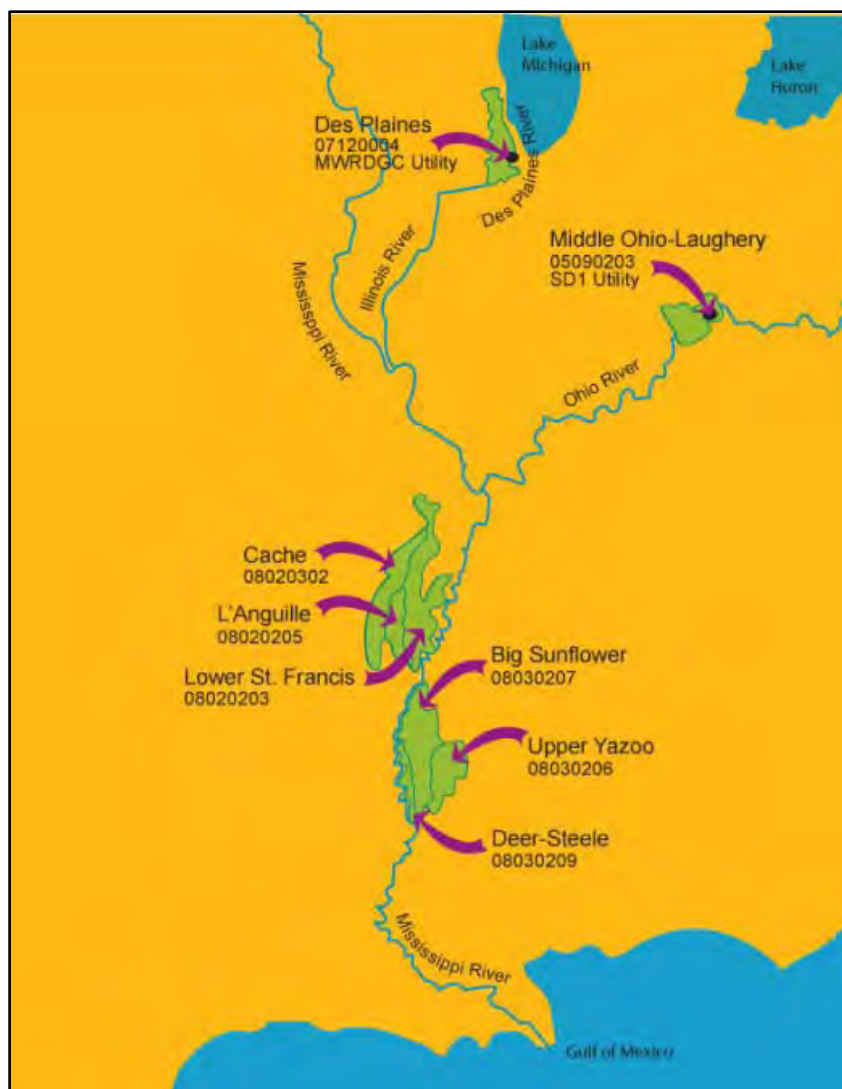 Lake
Michigan
Lake
Huron
Des Plaines
07120004
MWRDGC Utility
Des Plaines River
Middle Ohio-Laughery
05090203
SD1 Utility
Illinois River
Mississppi River
Ohio River
Cache
08020302
L'Anguille
08020205
Lower St. Francis
08020203
Big Sunflower
08030207
Upper Yazoo
08030206
Deer-Steele
08030209
Mississippi River
Gulf of Mexico